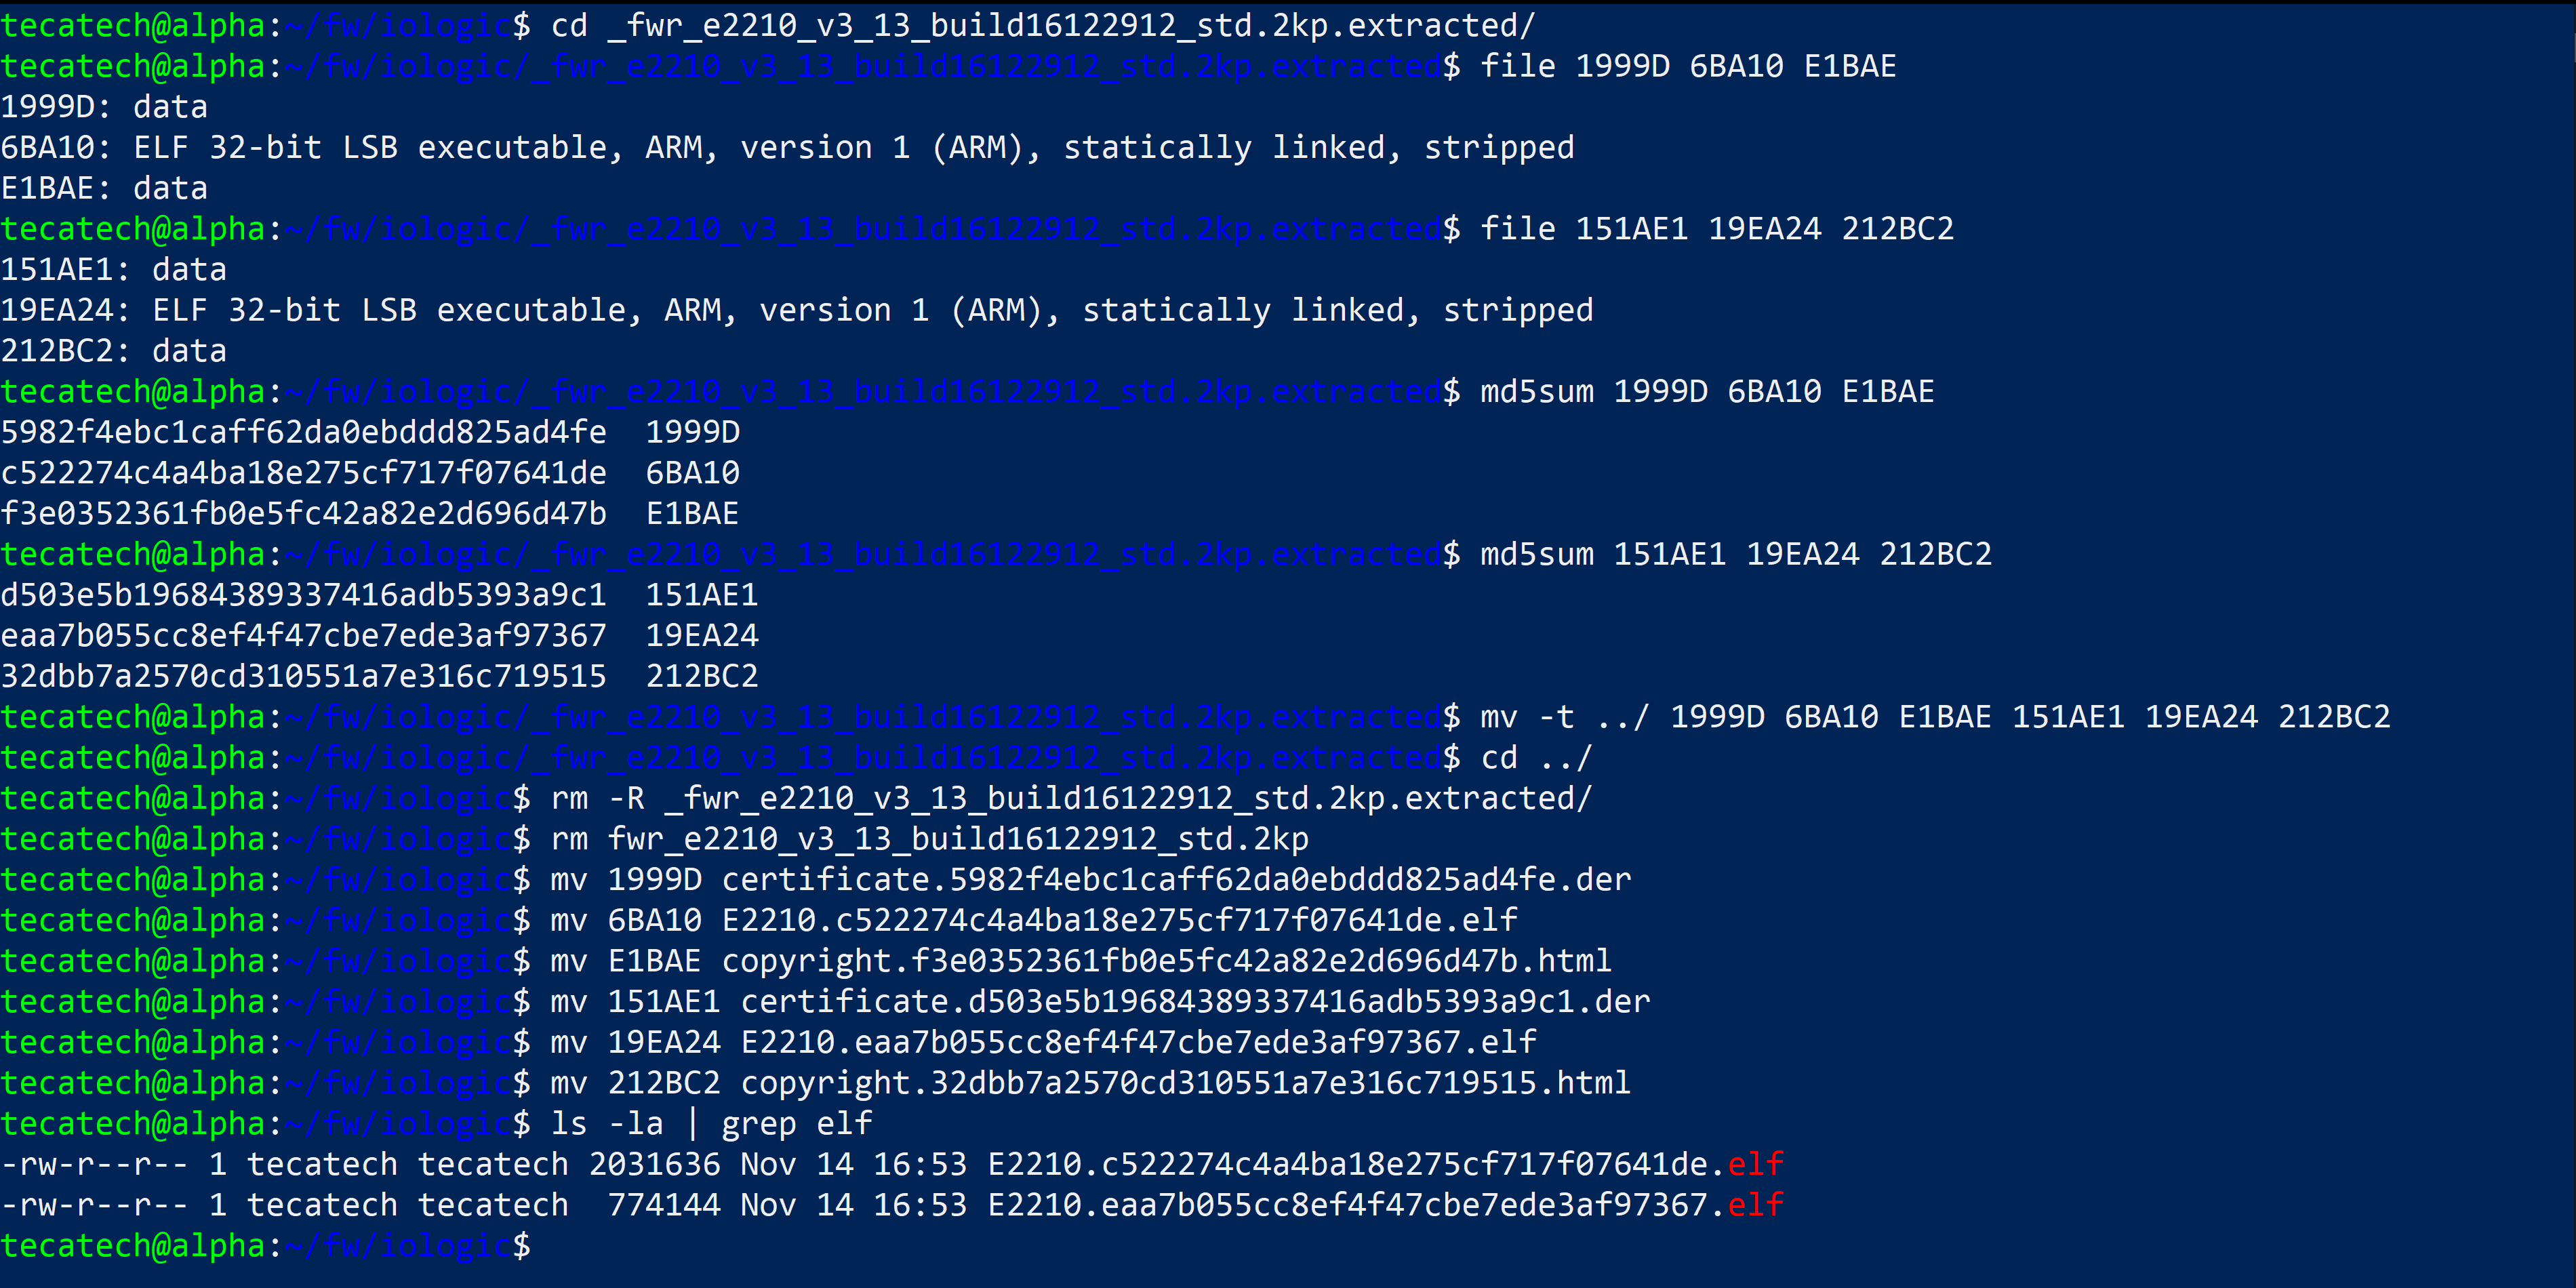 tecatech@alpha:~/fw/iologic$ cd _fwr_e2210_v3_13_build16122912_std.2kp.extracted/
tecatech@alpha:~/fw/iologic/_fwr_e2210_v3_13_build16122912_std.2kp.extracted$ file 1999D 6BA10 E1BAE
1999D: data
6BA10: ELF 32-bit LSB executable, ARM, version 1 (ARM), statically linked, stripped
E1BAE: data
tecatech@alpha:~/fw/iologic/_fwr_e2210_v3_13_build16122912_std.2kp.extracted$ file 151AE1 19EA24 212BC2
151AE1: data
19EA24: ELF 32-bit LSB executable, ARM, version 1 (ARM), statically linked, stripped
212BC2: data
tecatech@alpha:~/fw/iologic/_fwr_e2210_v3_13_build16122912_std.2kp.extracted$ md5sum 1999D 6BA10 E1BAE
5982f4ebc1caff62da0ebddd825ad4fe  1999D
c522274c4a4ba18e275cf717f07641de  6BA10
f3e0352361fb0e5fc42a82e2d696d47b  E1BAE
tecatech@alpha:~/fw/iologic/_fwr_e2210_v3_13_build16122912_std.2kp.extracted$ md5sum 151AE1 19EA24 212BC2
d503e5b19684389337416adb5393a9c1  151AE1
eaa7b055cc8ef4f47cbe7ede3af97367  19EA24
32dbb7a2570cd310551a7e316c719515  212BC2
tecatech@alpha:~/fw/iologic/_fwr_e2210_v3_13_build16122912_std.2kp.extracted$ mv -t ../ 1999D 6BA10 E1BAE 151AE1 19EA24 212BC2
tecatech@alpha:~/fw/iologic/_fwr_e2210_v3_13_build16122912_std.2kp.extracted$ cd ../
tecatech@alpha:~/fw/iologic$ rm -R _fwr_e2210_v3_13_build16122912_std.2kp.extracted/
tecatech@alpha:~/fw/iologic$ rm fwr_e2210_v3_13_build16122912_std.2kp
tecatech@alpha:~/fw/iologic$ mv 1999D certificate.5982f4ebc1caff62da0ebddd825ad4fe.der
tecatech@alpha:~/fw/iologic$ mv 6BA10 E2210.c522274c4a4ba18e275cf717f07641de.elf
tecatech@alpha:~/fw/iologic$ mv E1BAE copyright.f3e0352361fb0e5fc42a82e2d696d47b.html
tecatech@alpha:~/fw/iologic$ mv 151AE1 certificate.d503e5b19684389337416adb5393a9c1.der
tecatech@alpha:~/fw/iologic$ mv 19EA24 E2210.eaa7b055cc8ef4f47cbe7ede3af97367.elf
tecatech@alpha:~/fw/iologic$ mv 212BC2 copyright.32dbb7a2570cd310551a7e316c719515.html
tecatech@alpha:~/fw/iologic$ ls -la | grep elf
-rw-r--r-- 1 tecatech tecatech 2031636 Nov 14 16:53 E2210.c522274c4a4ba18e275cf717f07641de.elf
-rw-r--r-- 1 tecatech tecatech  774144 Nov 14 16:53 E2210.eaa7b055cc8ef4f47cbe7ede3af97367.elf
tecatech@alpha:~/fw/iologic$